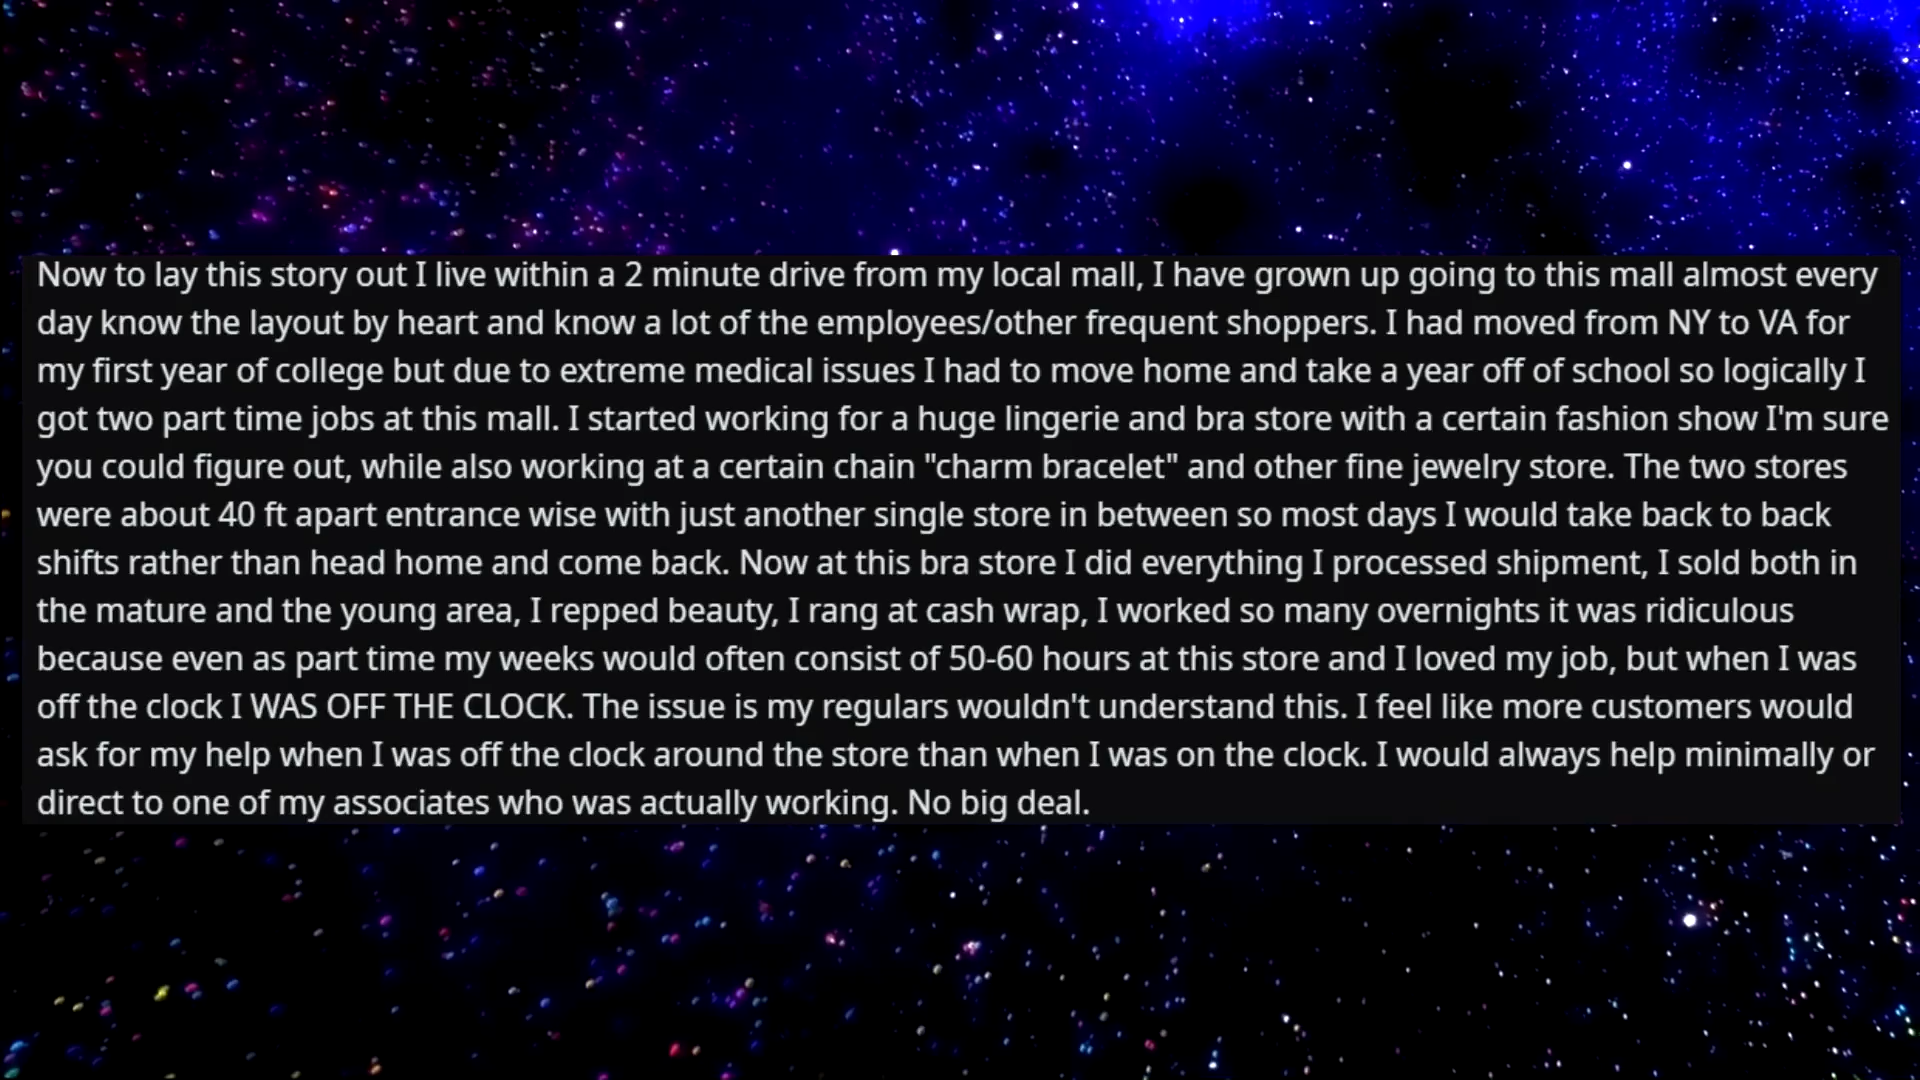 Now to lay this story out I live within a 2 minute drive from my local mall, I have grown up going to this mall almost every
day know the layout by heart and know a lot of the employees/other frequent shoppers. I had moved from NY to VA for
my first year of college but due to extreme medical issues I had to move home and take a year off of school so logically I
got two part time jobs at this mall. I started working for a huge lingerie and bra store with a certain fashion show I'm sure
you could figure out, while also working at a certain chain "charm bracelet" and other fine jewelry store. The two stores
were about 40 ft apart entrance wise with just another single store in between so most days I would take back to back
shifts rather than head home and come back. Now at this bra store I did everything I processed shipment, I sold both in
the mature and the young area, I repped beauty, I rang at cash wrap, I worked so many overnights it was ridiculous
because even as part time my weeks would often consist of 50-60 hours at this store and I loved my job, but when I was
off the clock I WAS OFF THE CLOCK. The issue is my regulars wouldn't understand this. I feel like more customers would
ask for my help when I was off the clock around the store than when I was on the clock. I would always help minimally or
direct to one of my associates who was actually working. No big deal.